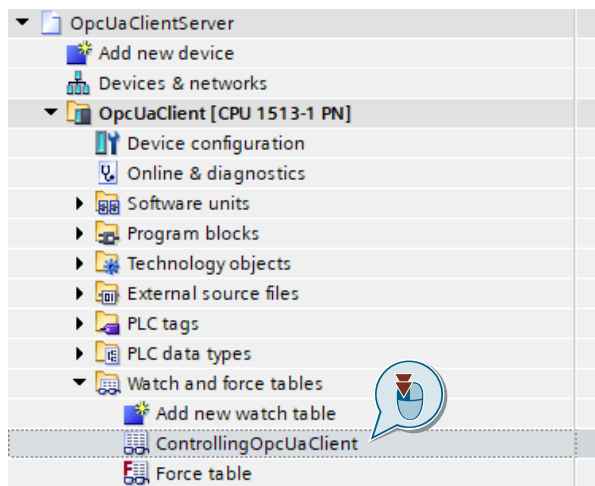 OpcUaClientServer
Add new device
Devices & networks
OpcUaClient [CPU 1513-1 PN]
Device configuration
Online & diagnostics
Software units
Program blocks
Technology objects
External source files
PLC tags
PLC data types
Watch and force tables
Add new watch table
ControllingOpcUaClient
Force table